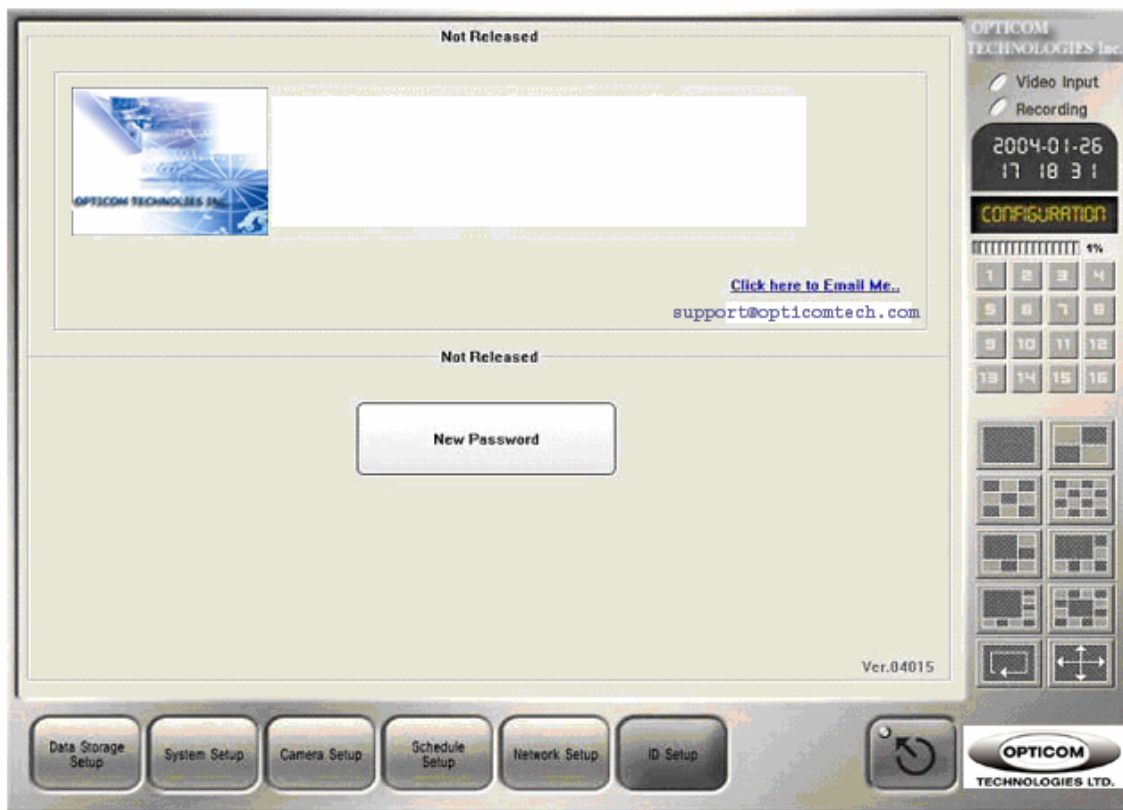 Not Released
OPTICOM TECHNOLIES INC.
Click here to Email Me..
support@opticomtech.com
Not Released
New Password
Ver.04015
Data Storage
Setup
System Setup
Camera Setup
Schedule
Setup
Network Setup
ID Setup
OPTICOM
TECHNOLOGIES Inc.
Video Input
Recording
2004-01-26
17 18 31
CONFIGURATION
4%
1 2 3 4
5 6 7 8
9 10 11 12
13 14 15 16
OPTICOM
TECHNOLOGIES LTD.